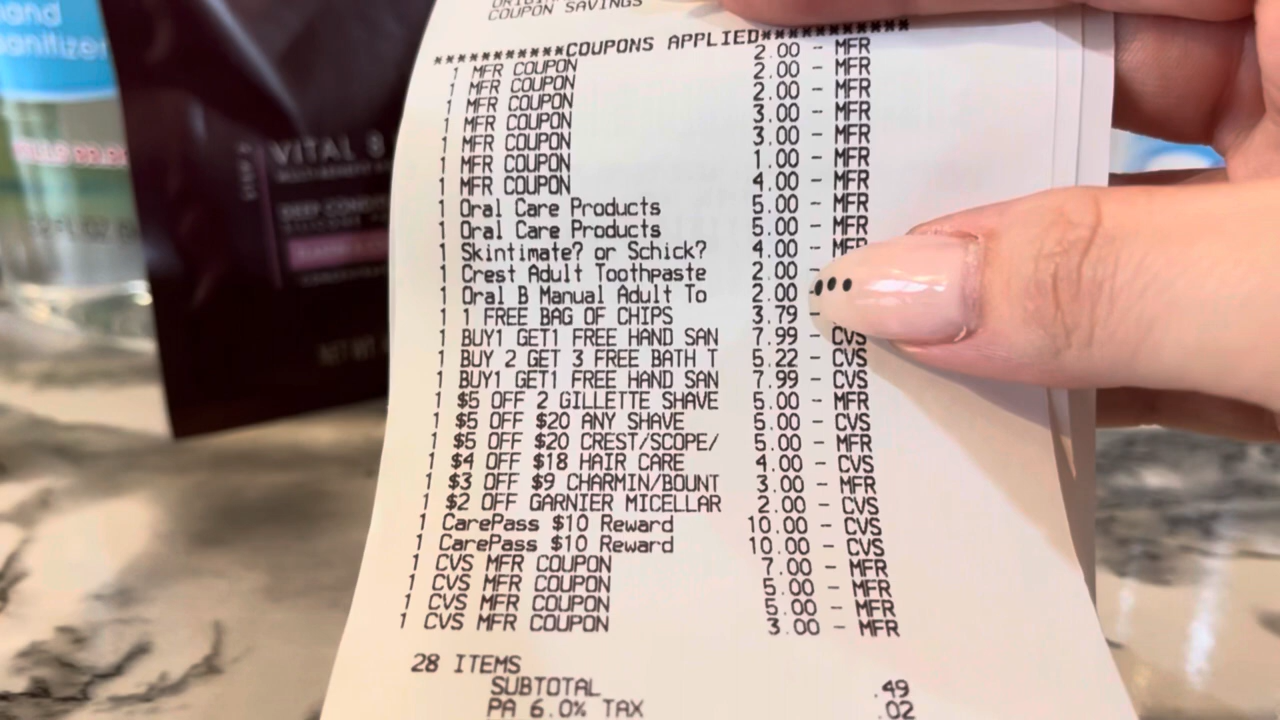 COUPON SAVINGS
**********COUPONS APPLIED**********
1 MFR COUPON 2.00 - MFR
1 MFR COUPON 2.00 - MFR
1 MFR COUPON 2.00 - MFR
1 MFR COUPON 3.00 - MFR
1 MFR COUPON 3.00 - MFR
1 MFR COUPON 1.00 - MFR
1 MFR COUPON 4.00 - MFR
1 Oral Care Products 5.00 - MFR
1 Oral Care Products 5.00 - MFR
1 Skintimate? or Schick? 4.00 - MFR
1 Crest Adult Toothpaste 2.00 -
1 Oral B Manual Adult To 2.00
1 1 FREE BAG OF CHIPS 3.79 -
1 BUY1 GET1 FREE HAND SAN 7.99 - CVS
1 BUY 2 GET 3 FREE BATH T 5.22 - CVS
1 BUY1 GET1 FREE HAND SAN 7.99 - CVS
1 $5 OFF 2 GILLETTE SHAVE 5.00 - MFR
1 $5 OFF $20 ANY SHAVE 5.00 - CVS
1 $5 OFF $20 CREST/SCOPE/ 5.00 - MFR
1 $4 OFF $18 HAIR CARE 4.00 - CVS
1 $3 OFF $9 CHARMIN/BOUNT 3.00 - MFR
1 $2 OFF GARNIER MICELLAR 2.00 - CVS
1 CarePass $10 Reward 10.00 - CVS
1 CarePass $10 Reward 10.00 - CVS
1 CVS MFR COUPON 7.00 - MFR
1 CVS MFR COUPON 5.00 - MFR
1 CVS MFR COUPON 5.00 - MFR
1 CVS MFR COUPON 3.00 - MFR
28 ITEMS
SUBTOTAL .49
PA 6.0% TAX .02
VITAL 8